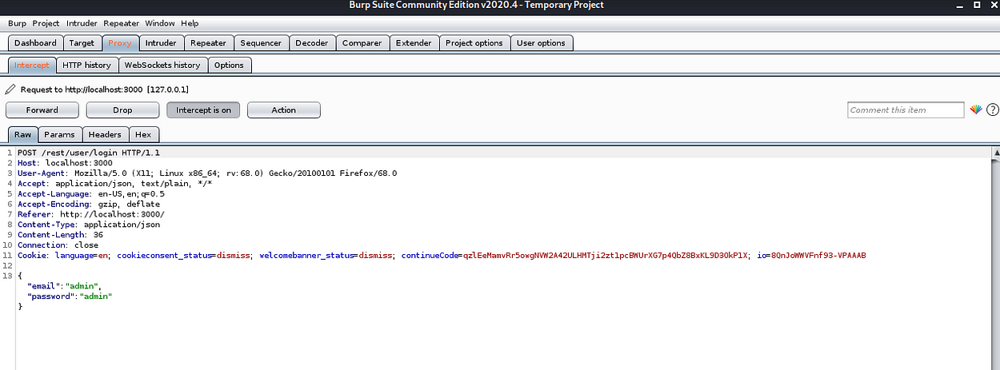 Burp Suite Community Edition v2020.4 - Temporary Project
Burp Project Intruder Repeater Window Help
Dashboard Target Proxy Intruder Repeater Sequencer Decoder Comparer Extender Project options User options
Intercept HTTP history WebSockets history Options
Request to http://localhost:3000 [127.0.0.1]
Forward Drop Intercept is on Action Comment this item ?
Raw Params Headers Hex
1 POST /rest/user/login HTTP/1.1
2 Host: localhost:3000
3 User-Agent: Mozilla/5.0 (X11; Linux x86_64; rv:68.0) Gecko/20100101 Firefox/68.0
4 Accept: application/json, text/plain, */*
5 Accept-Language: en-US,en;q=0.5
6 Accept-Encoding: gzip, deflate
7 Referer: http://localhost:3000/
8 Content-Type: application/json
9 Content-Length: 36
10 Connection: close
11 Cookie: language=en; cookieconsent_status=dismiss; welcomebanner_status=dismiss; continueCode=qzlEeMamvRr5owgNVW2A42ULHMTji2zt1pcBWUrXG7p4QbZ8BxKL9D3OkP1X; io=8QnJoWWVFnf93-VPAAAB
12
13 {
"email":"admin",
"password":"admin"
}